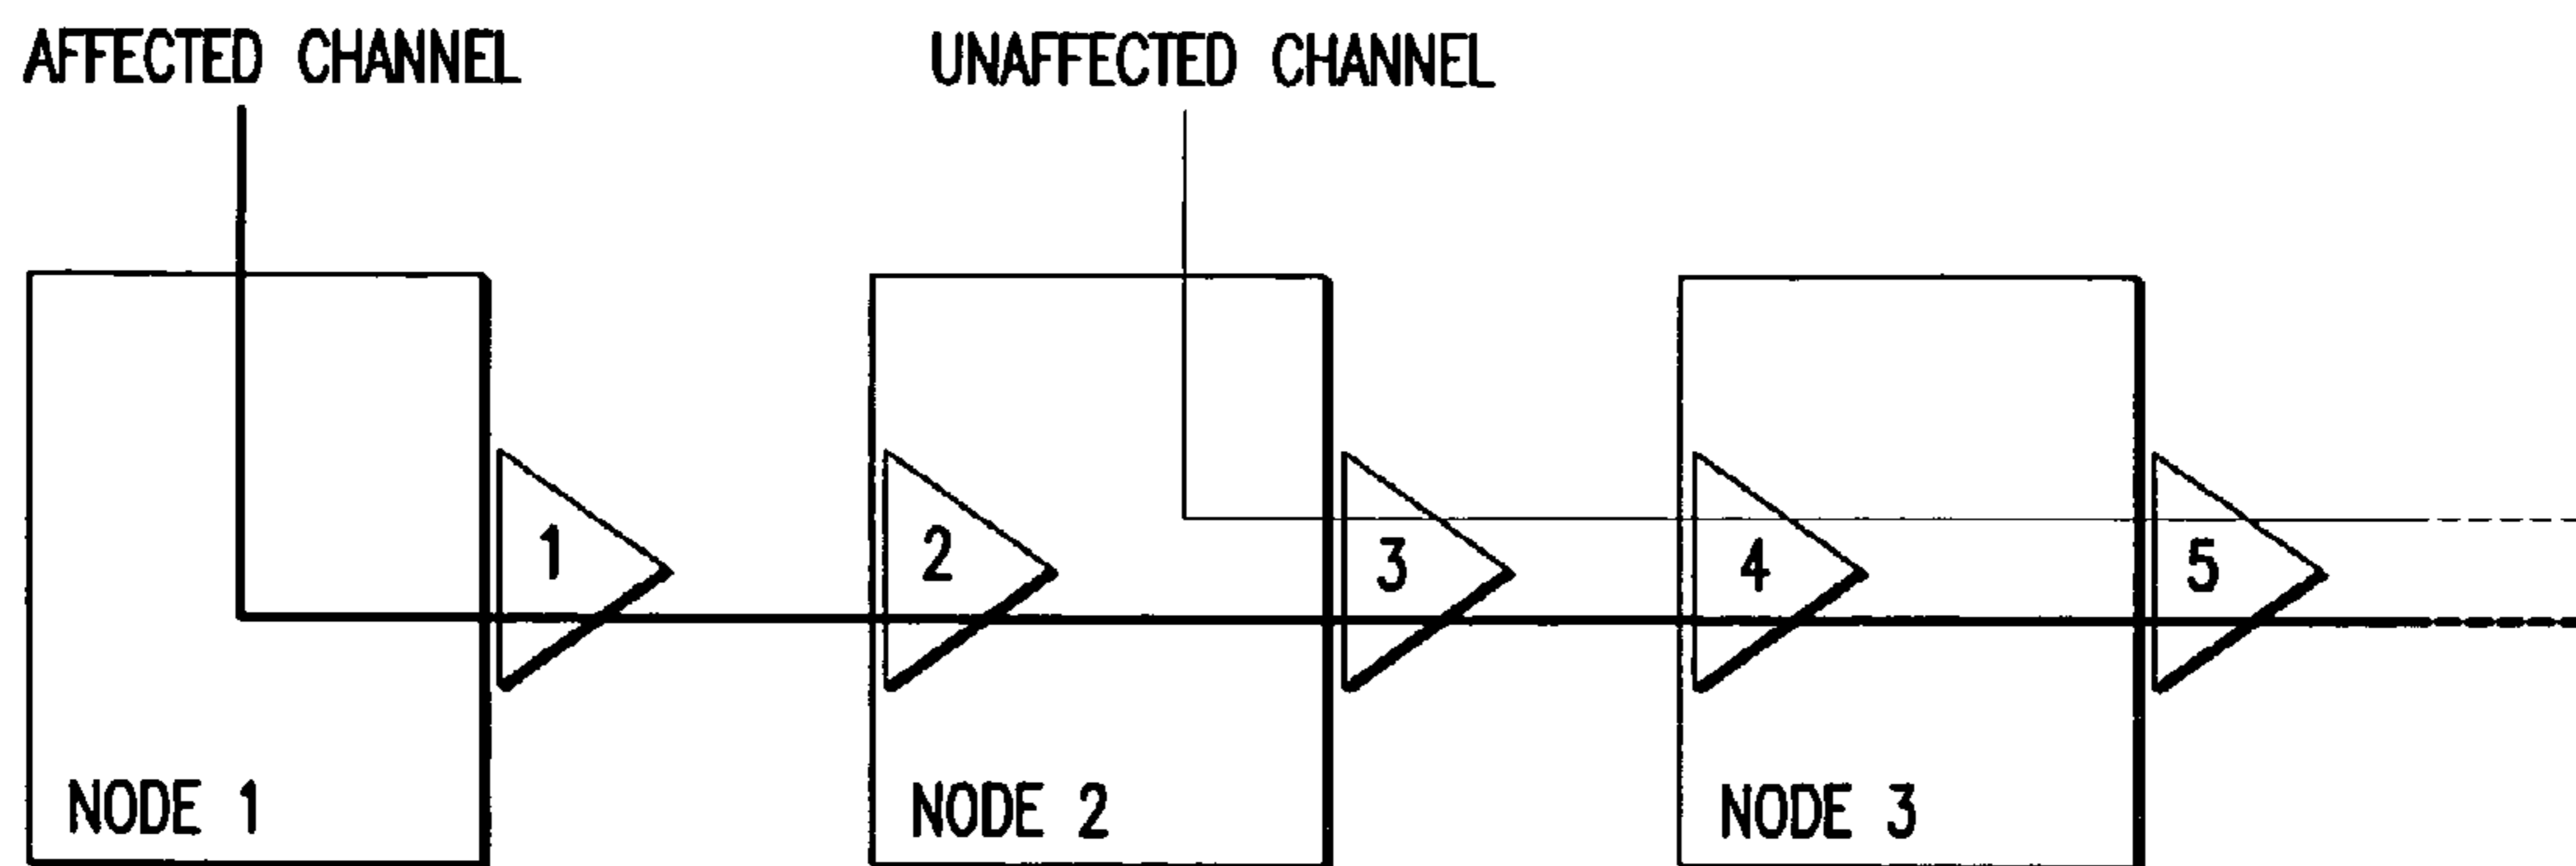 AFFECTED CHANNEL
UNAFFECTED CHANNEL
1
2
3
4
5
NODE 1
NODE 2
NODE 3